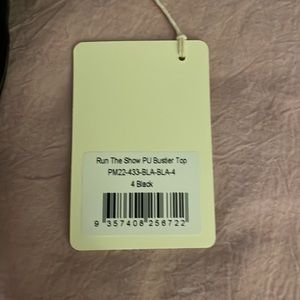 Run The Show PU Bustier Top
PM22-433-BLA-BLA-4
4 Black
9 357408 256722